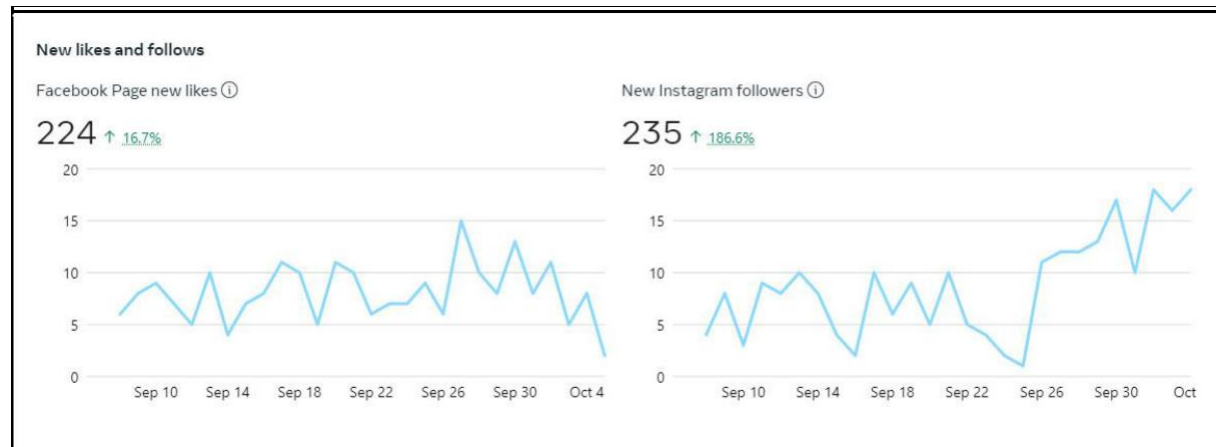 New likes and follows
Facebook Page new likes
224 ↑ 16.7%
20
15
10
5
0
Sep 10 Sep 14 Sep 18 Sep 22 Sep 26 Sep 30 Oct 4
New Instagram followers
235 ↑ 186.6%
20
15
10
5
0
Sep 10 Sep 14 Sep 18 Sep 22 Sep 26 Sep 30 Oct